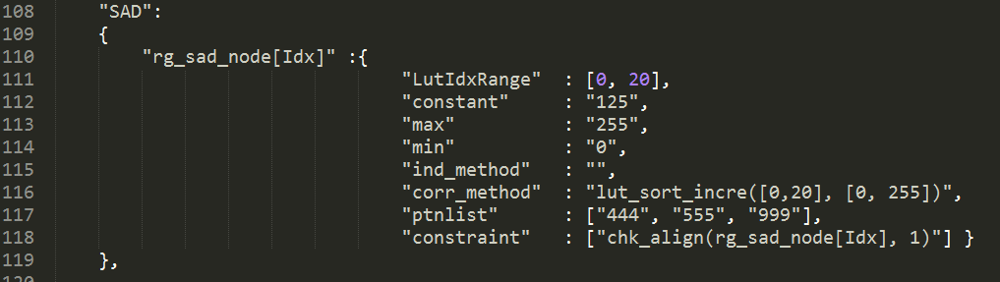 108 "SAD":
109 {
110 "rg_sad_node[Idx]" :{
111 "LutIdxRange" : [0, 20],
112 "constant" : "125",
113 "max" : "255",
114 "min" : "0",
115 "ind_method" : "",
116 "corr_method" : "lut_sort_incre([0,20], [0, 255])",
117 "ptnlist" : ["444", "555", "999"],
118 "constraint" : ["chk_align(rg_sad_node[Idx], 1)"] }
119 },